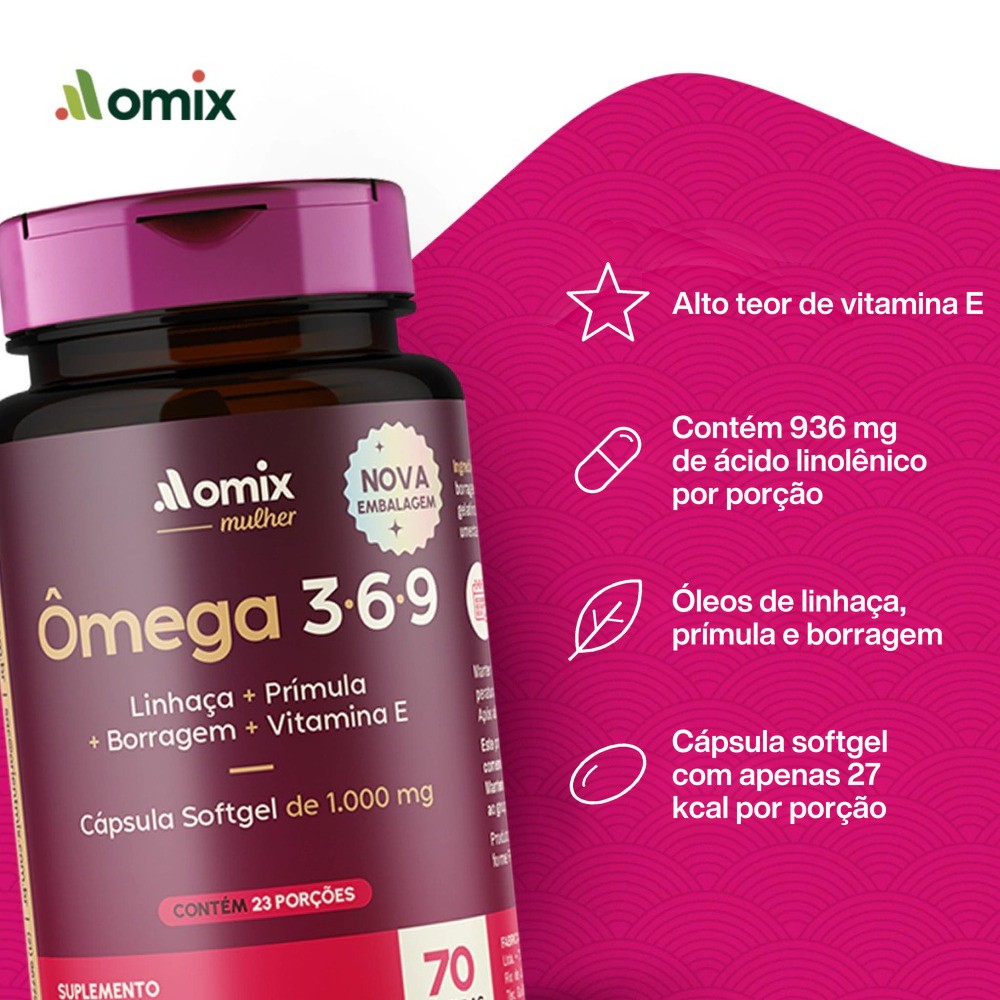 omix
Alto teor de vitamina E
Contém 936 mg
de ácido linolênico
por porção
Óleos de linhaça,
prímula e borragem
Cápsula softgel
com apenas 27
kcal por porção
omix
mulher
NOVA
EMBALAGEM
Ômega 3·6·9
Linhaça + Prímula
+ Borragem + Vitamina E
Cápsula Softgel de 1.000 mg
CONTÉM 23 PORÇÕES
SUPLEMENTO
70